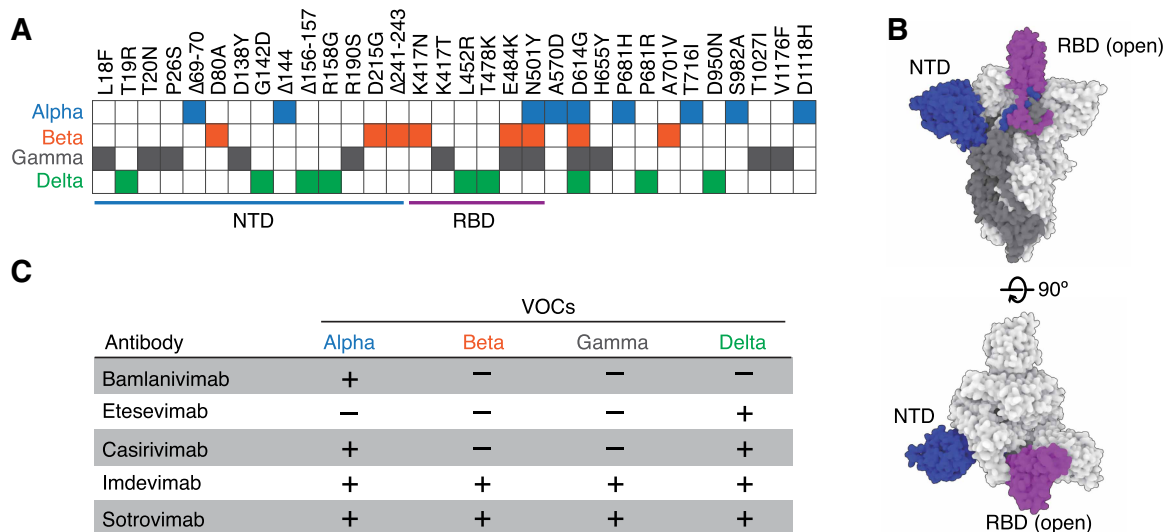 A
L18F T19R T20N P26S Δ69-70 D80A D138Y G142D Δ144 Δ156-157 R158G R190S D215G Δ241-243 K417N K417T L452R T478K E484K N501Y A570D D614G H655Y P681H P681R A701V T716I D950N S982A T1027I V1176F D1118H
Alpha
Beta
Gamma
Delta
NTD RBD
B
RBD (open)
NTD
90º
NTD
RBD (open)
C
VOCs
Antibody Alpha Beta Gamma Delta
Bamlanivimab + − − −
Etesevimab − − − +
Casirivimab + − − +
Imdevimab + + + +
Sotrovimab + + + +